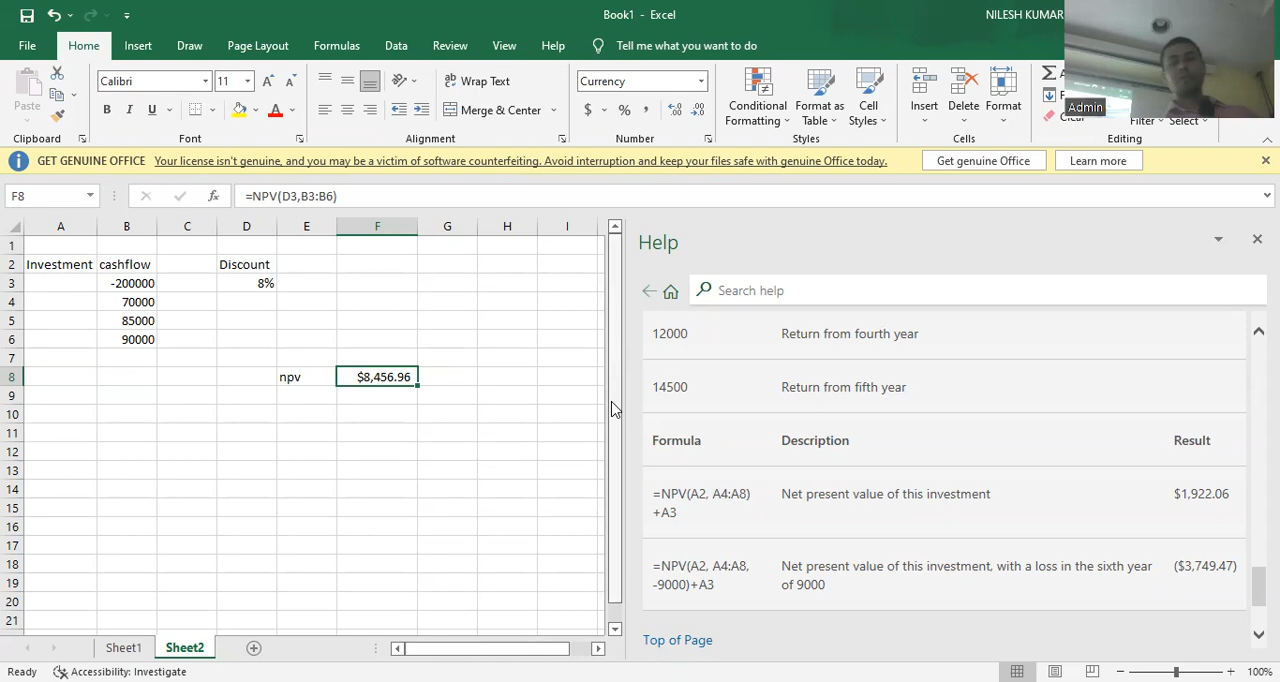 Book1 - Excel
NILESH KUMAR
File Home Insert Draw Page Layout Formulas Data Review View Help Tell me what you want to do
Paste
Clipboard
Calibri 11
B I U
Font
Wrap Text
Merge & Center
Alignment
Currency
$ % ,
Number
Conditional Formatting
Format as Table
Cell Styles
Styles
Insert Delete Format
Cells
Clear
Filter Select
Editing
Admin
GET GENUINE OFFICE Your license isn't genuine, and you may be a victim of software counterfeiting. Avoid interruption and keep your files safe with genuine Office today. Get genuine Office Learn more
F8 fx =NPV(D3,B3:B6)
A B C D E F G H I
1
2 Investment cashflow Discount
3 -200000 8%
4 70000
5 85000
6 90000
7
8 npv $8,456.96
9
10
11
12
13
14
15
16
17
18
19
20
21
Help
Search help
12000 Return from fourth year
14500 Return from fifth year
Formula Description Result
=NPV(A2, A4:A8) Net present value of this investment $1,922.06
+A3
=NPV(A2, A4:A8, Net present value of this investment, with a loss in the sixth year ($3,749.47)
-9000)+A3 of 9000
Top of Page
Sheet1 Sheet2
Ready Accessibility: Investigate 100%